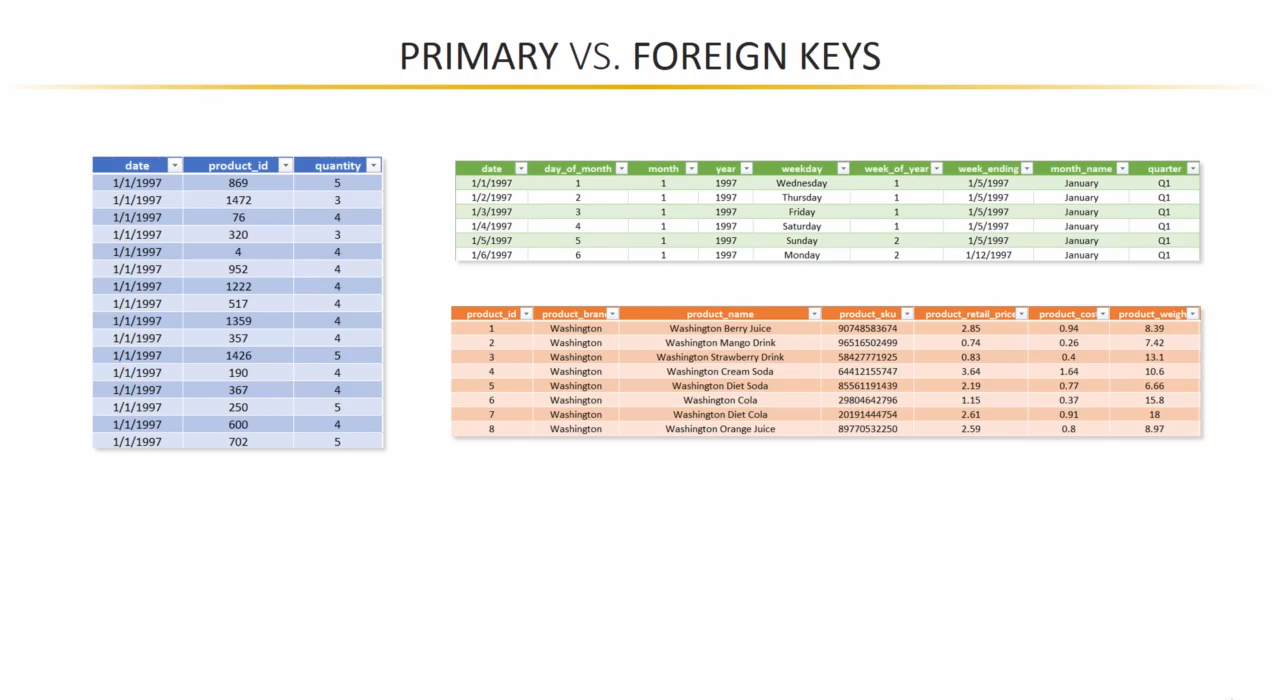 PRIMARY VS. FOREIGN KEYS
date product_id quantity
1/1/1997 869 5
1/1/1997 1472 3
1/1/1997 76 4
1/1/1997 320 3
1/1/1997 4 4
1/1/1997 952 4
1/1/1997 1222 4
1/1/1997 517 4
1/1/1997 1359 4
1/1/1997 357 4
1/1/1997 1426 5
1/1/1997 190 4
1/1/1997 367 4
1/1/1997 250 5
1/1/1997 600 4
1/1/1997 702 5
date day_of_month month year weekday week_of_year week_ending month_name quarter
1/1/1997 1 1 1997 Wednesday 1 1/5/1997 January Q1
1/2/1997 2 1 1997 Thursday 1 1/5/1997 January Q1
1/3/1997 3 1 1997 Friday 1 1/5/1997 January Q1
1/4/1997 4 1 1997 Saturday 1 1/5/1997 January Q1
1/5/1997 5 1 1997 Sunday 2 1/5/1997 January Q1
1/6/1997 6 1 1997 Monday 2 1/12/1997 January Q1
product_id product_bran product_name product_sku product_retail_price product_cos product_weigh
1 Washington Washington Berry Juice 90748583674 2.85 0.94 8.39
2 Washington Washington Mango Drink 96516502499 0.74 0.26 7.42
3 Washington Washington Strawberry Drink 58427771925 0.83 0.4 13.1
4 Washington Washington Cream Soda 64412155747 3.64 1.64 10.6
5 Washington Washington Diet Soda 85561191439 2.19 0.77 6.66
6 Washington Washington Cola 29804642796 1.15 0.37 15.8
7 Washington Washington Diet Cola 20191444754 2.61 0.91 18
8 Washington Washington Orange Juice 89770532250 2.59 0.8 8.97